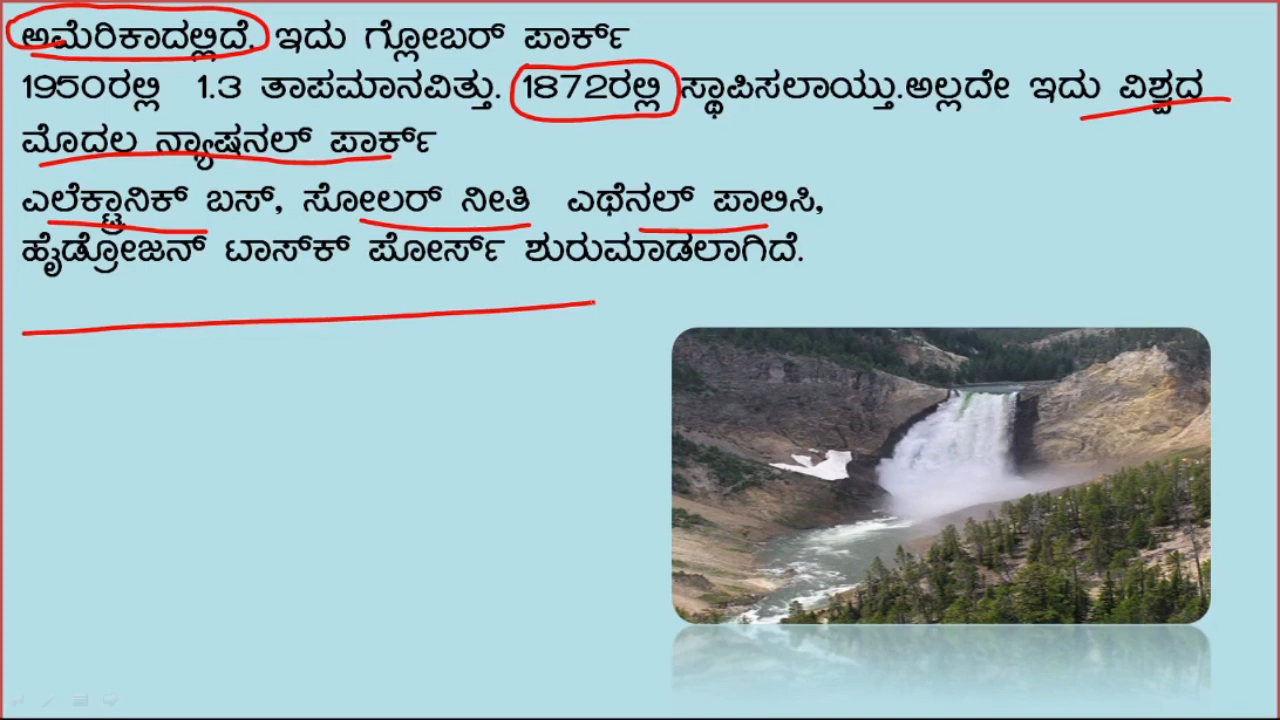 ಅಮೆರಿಕಾದಲ್ಲಿದೆ. ಇದು ಗ್ಲೋಬರ್ ಪಾರ್ಕ್
1950ರಲ್ಲಿ 1.3 ತಾಪಮಾನವಿತ್ತು. 1872ರಲ್ಲಿ ಸ್ಥಾಪಿಸಲಾಯ್ತು.ಅಲ್ಲದೇ ಇದು ವಿಶ್ವದ
ಮೊದಲ ನ್ಯಾಷನಲ್ ಪಾರ್ಕ್
ಎಲೆಕ್ಟ್ರಾನಿಕ್ ಬಸ್, ಸೋಲರ್ ನೀತಿ ಎಥೆನಲ್ ಪಾಲಿಸಿ,
ಹೈಡ್ರೋಜನ್ ಟಾಸ್ಕ್ ಪೋರ್ಸ್ ಶುರುಮಾಡಲಾಗಿದೆ.